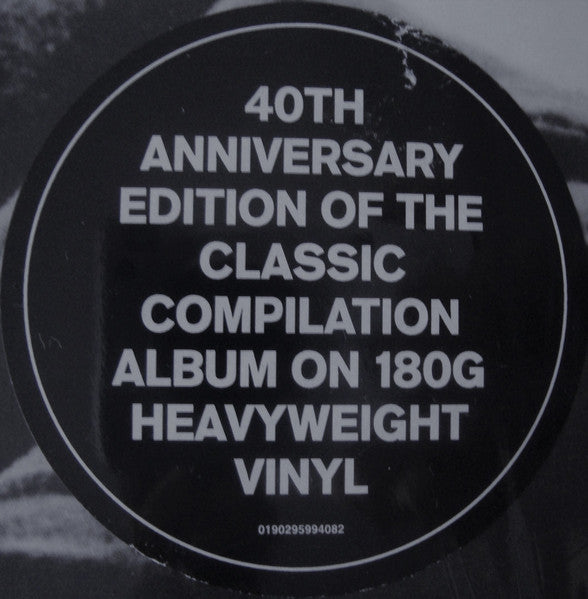 40TH
ANNIVERSARY
EDITION OF THE
CLASSIC
COMPILATION
ALBUM ON 180G
HEAVYWEIGHT
VINYL
0190295994082